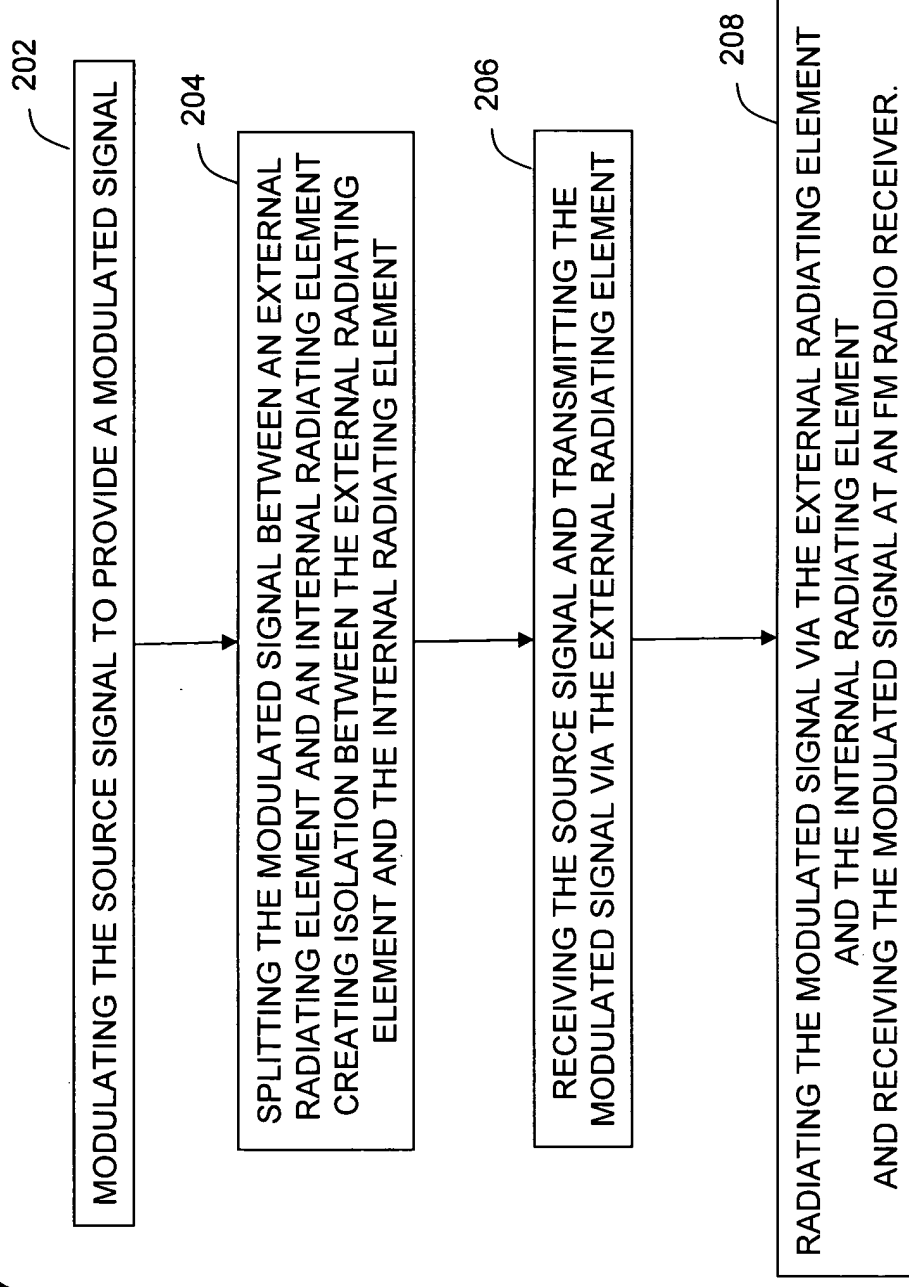 202
MODULATING THE SOURCE SIGNAL TO PROVIDE A MODULATED SIGNAL
204
SPLITTING THE MODULATED SIGNAL BETWEEN AN EXTERNAL
RADIATING ELEMENT AND AN INTERNAL RADIATING ELEMENT
CREATING ISOLATION BETWEEN THE EXTERNAL RADIATING
ELEMENT AND THE INTERNAL RADIATING ELEMENT
206
RECEIVING THE SOURCE SIGNAL AND TRANSMITTING THE
MODULATED SIGNAL VIA THE EXTERNAL RADIATING ELEMENT
208
RADIATING THE MODULATED SIGNAL VIA THE EXTERNAL RADIATING ELEMENT
AND THE INTERNAL RADIATING ELEMENT
AND RECEIVING THE MODULATED SIGNAL AT AN FM RADIO RECEIVER.